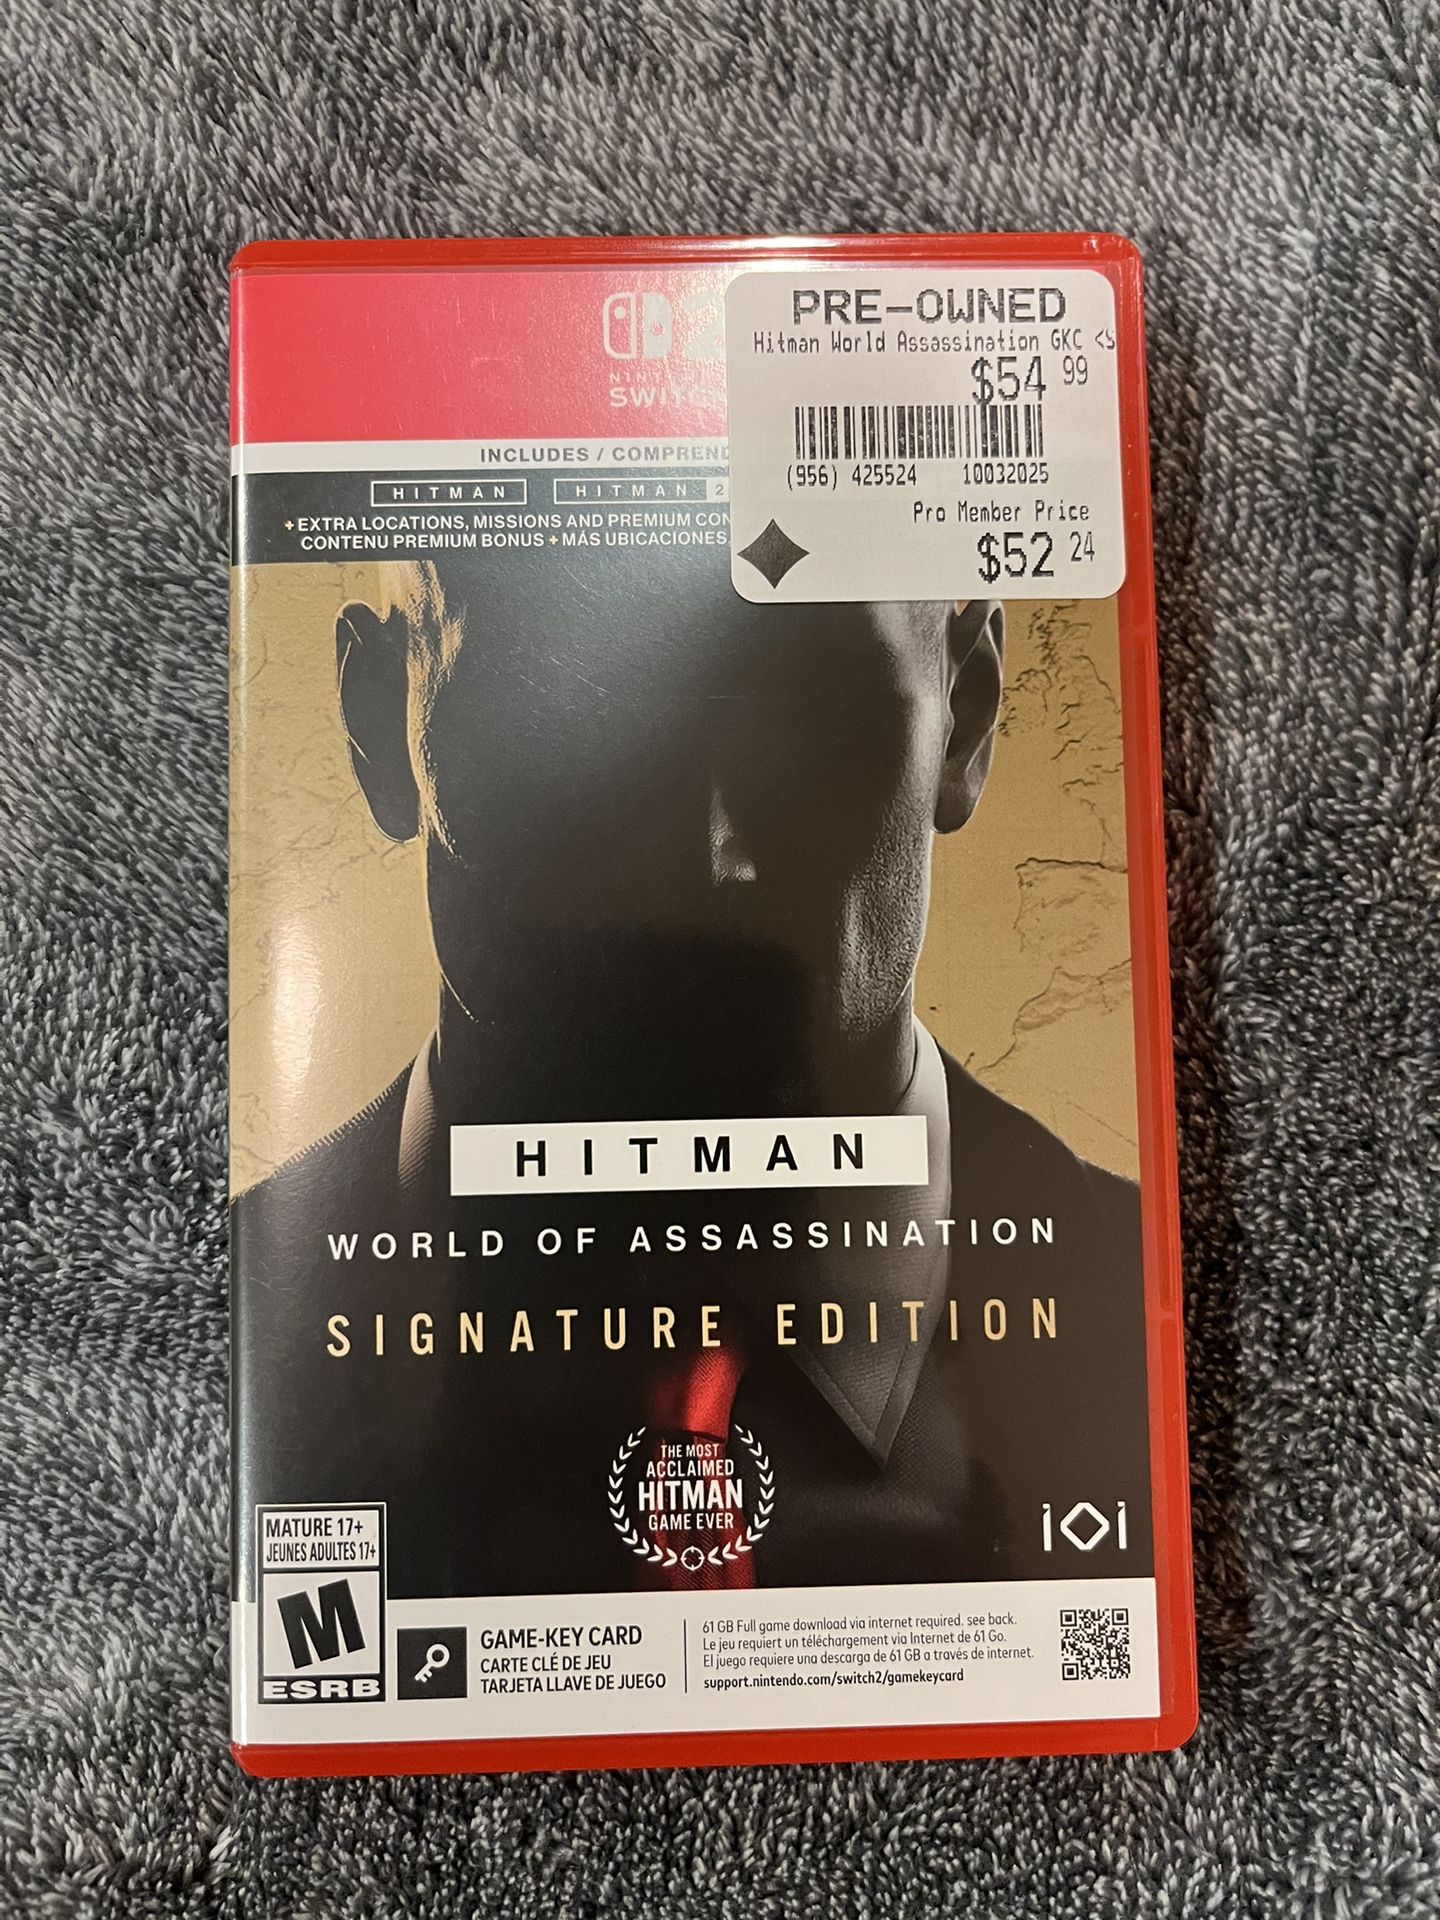 PRE-OWNED
Hitman World Assassination GKC <S
$54 99
(956) 425524 10032025
Pro Member Price
$52 24
2
INCLUDES / COMPREND
HITMAN HITMAN 2
+ EXTRA LOCATIONS, MISSIONS AND PREMIUM CON
CONTENU PREMIUM BONUS + MÁS UBICACIONES,
HITMAN
WORLD OF ASSASSINATION
SIGNATURE EDITION
THE MOST
ACCLAIMED
HITMAN
GAME EVER
IOI
MATURE 17+
JEUNES ADULTES 17+
M
ESRB
GAME-KEY CARD
CARTE CLÉ DE JEU
TARJETA LLAVE DE JUEGO
61 GB Full game download via internet required. see back.
Le jeu requiert un téléchargement via Internet de 61 Go.
El juego requiere una descarga de 61 GB a través de internet.
support.nintendo.com/switch2/gamekeycard